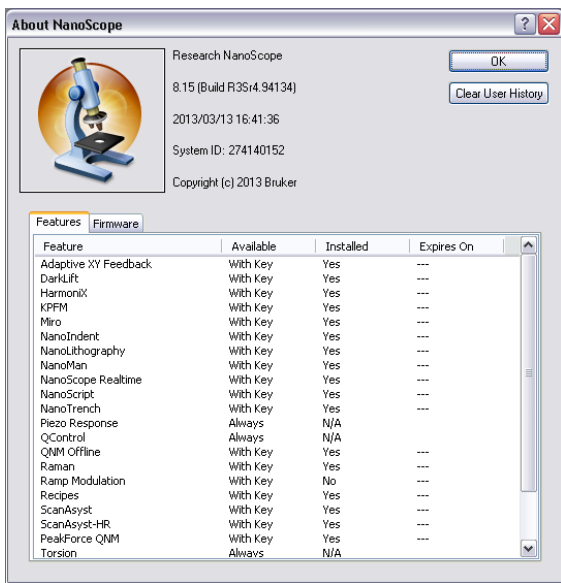 About NanoScope
Research NanoScope
OK
8.15 (Build R3Sr4.94134)
Clear User History
2013/03/13 16:41:36
System ID: 274140152
Copyright (c) 2013 Bruker
Features Firmware
Feature Available Installed Expires On
Adaptive XY Feedback With Key Yes ---
DarkLift With Key Yes ---
HarmoniX With Key Yes ---
KPFM With Key Yes ---
Miro With Key Yes ---
NanoIndent With Key Yes ---
NanoLithography With Key Yes ---
NanoMan With Key Yes ---
NanoScope Realtime With Key Yes ---
NanoScript With Key Yes ---
NanoTrench With Key Yes ---
Piezo Response Always N/A
QControl Always N/A
QNM Offline With Key Yes ---
Raman With Key Yes ---
Ramp Modulation With Key No ---
Recipes With Key Yes ---
ScanAsyst With Key Yes ---
ScanAsyst-HR With Key Yes ---
PeakForce QNM With Key Yes ---
Torsion Always N/A